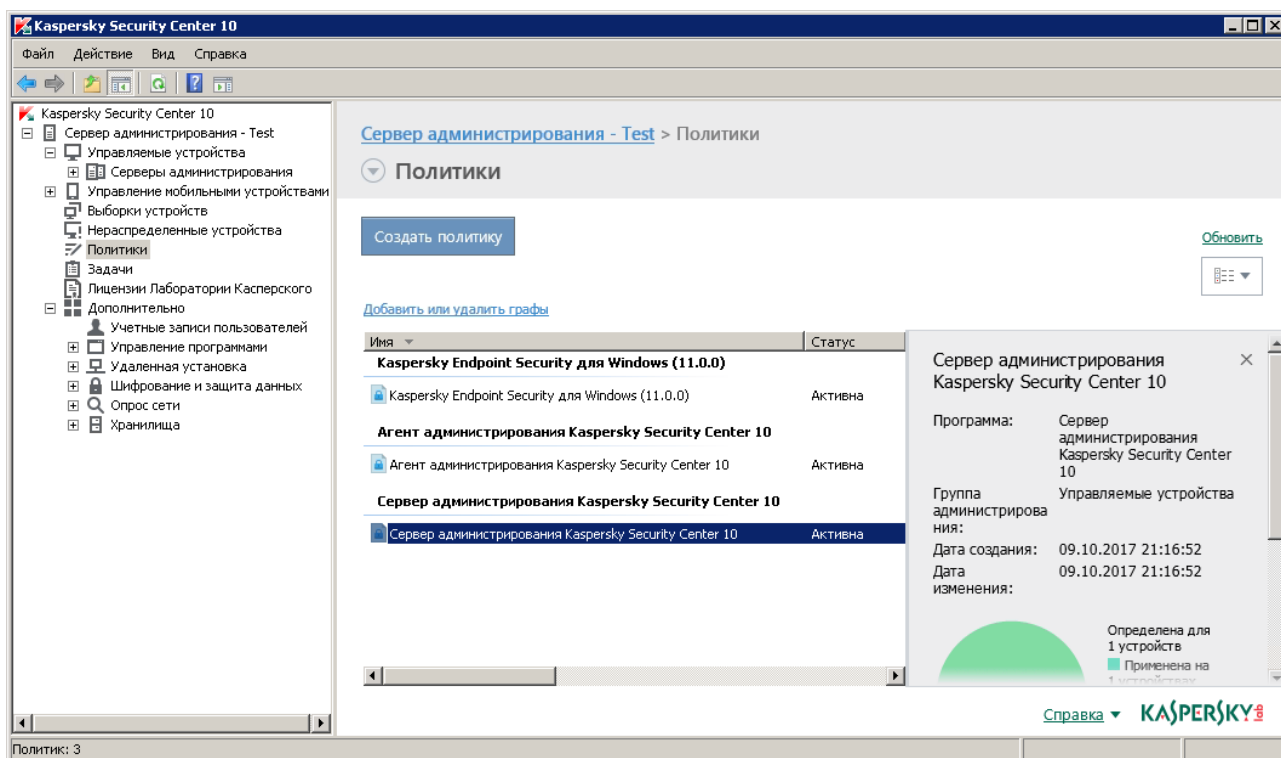 Kaspersky Security Center 10
Файл Действие Вид Справка
Kaspersky Security Center 10
Сервер администрирования - Test
Управляемые устройства
Серверы администрирования
Управление мобильными устройствами
Выборки устройств
Нераспределенные устройства
Политики
Задачи
Лицензии Лаборатории Касперского
Дополнительно
Учетные записи пользователей
Управление программами
Удаленная установка
Шифрование и защита данных
Опрос сети
Хранилища
Сервер администрирования - Test > Политики
Политики
Создать политику
Обновить
Добавить или удалить графы
Имя Статус
Kaspersky Endpoint Security для Windows (11.0.0)
Kaspersky Endpoint Security для Windows (11.0.0) Активна
Агент администрирования Kaspersky Security Center 10
Агент администрирования Kaspersky Security Center 10 Активна
Сервер администрирования Kaspersky Security Center 10
Сервер администрирования Kaspersky Security Center 10 Активна
Сервер администрирования
Kaspersky Security Center 10
Программа: Сервер
администрирования
Kaspersky Security Center
10
Группа Управляемые устройства
администрирова
ния:
Дата создания: 09.10.2017 21:16:52
Дата 09.10.2017 21:16:52
изменения:
Определена для
1 устройств
Применена на
1 устройствах
Справка
KASPERSKY lab
Политик: 3